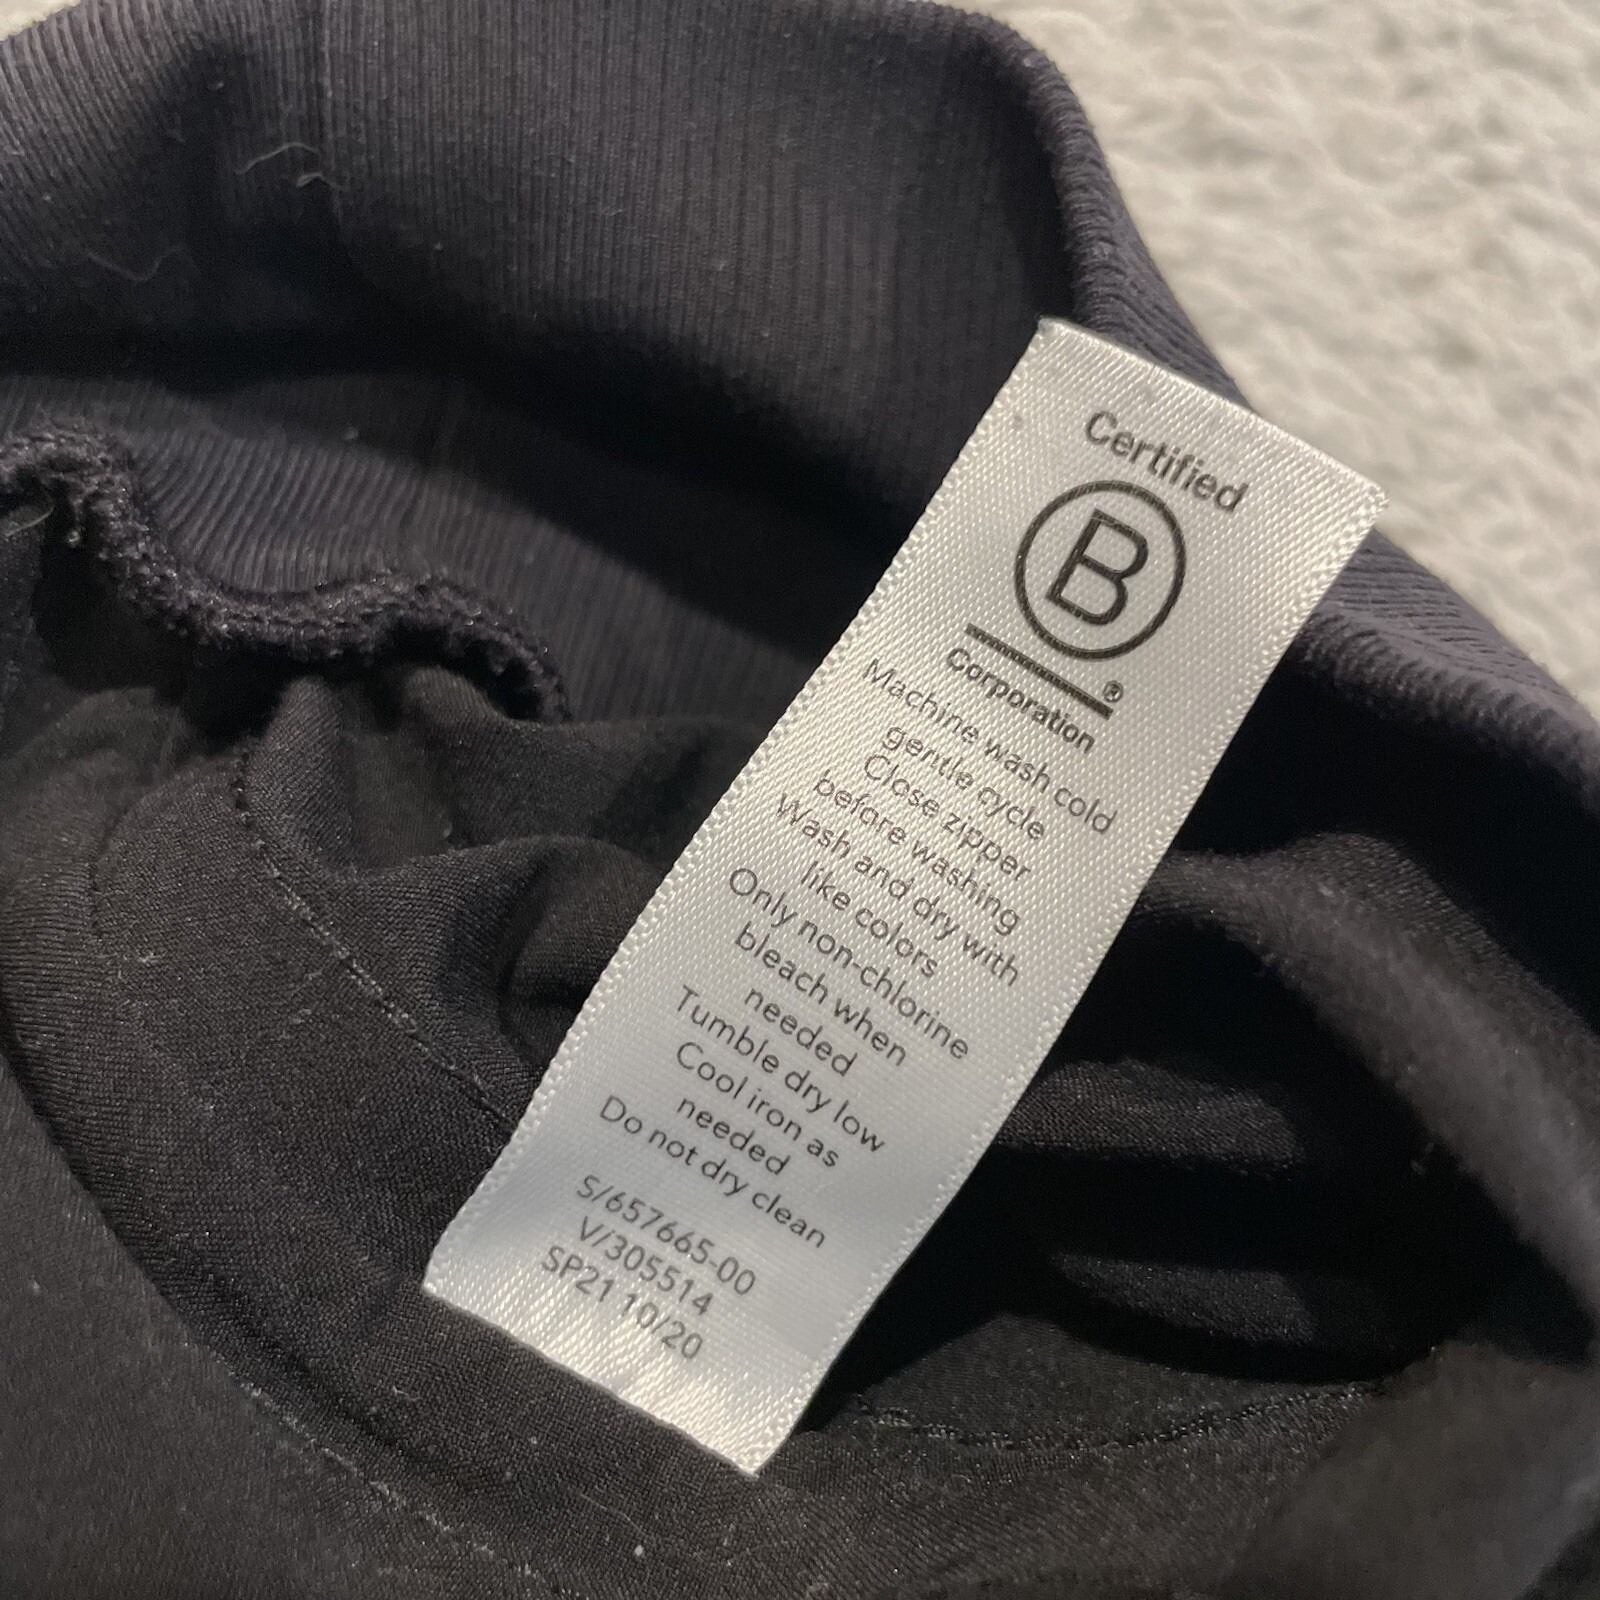 Certified
B
®
Corporation
Machine wash cold
gentle cycle
Close zipper
before washing
Wash and dry with
like colors
Only non-chlorine
bleach when
needed
Tumble dry low
Cool iron as
needed
Do not dry clean
S/657665-00
V/305514
SP21 10/20